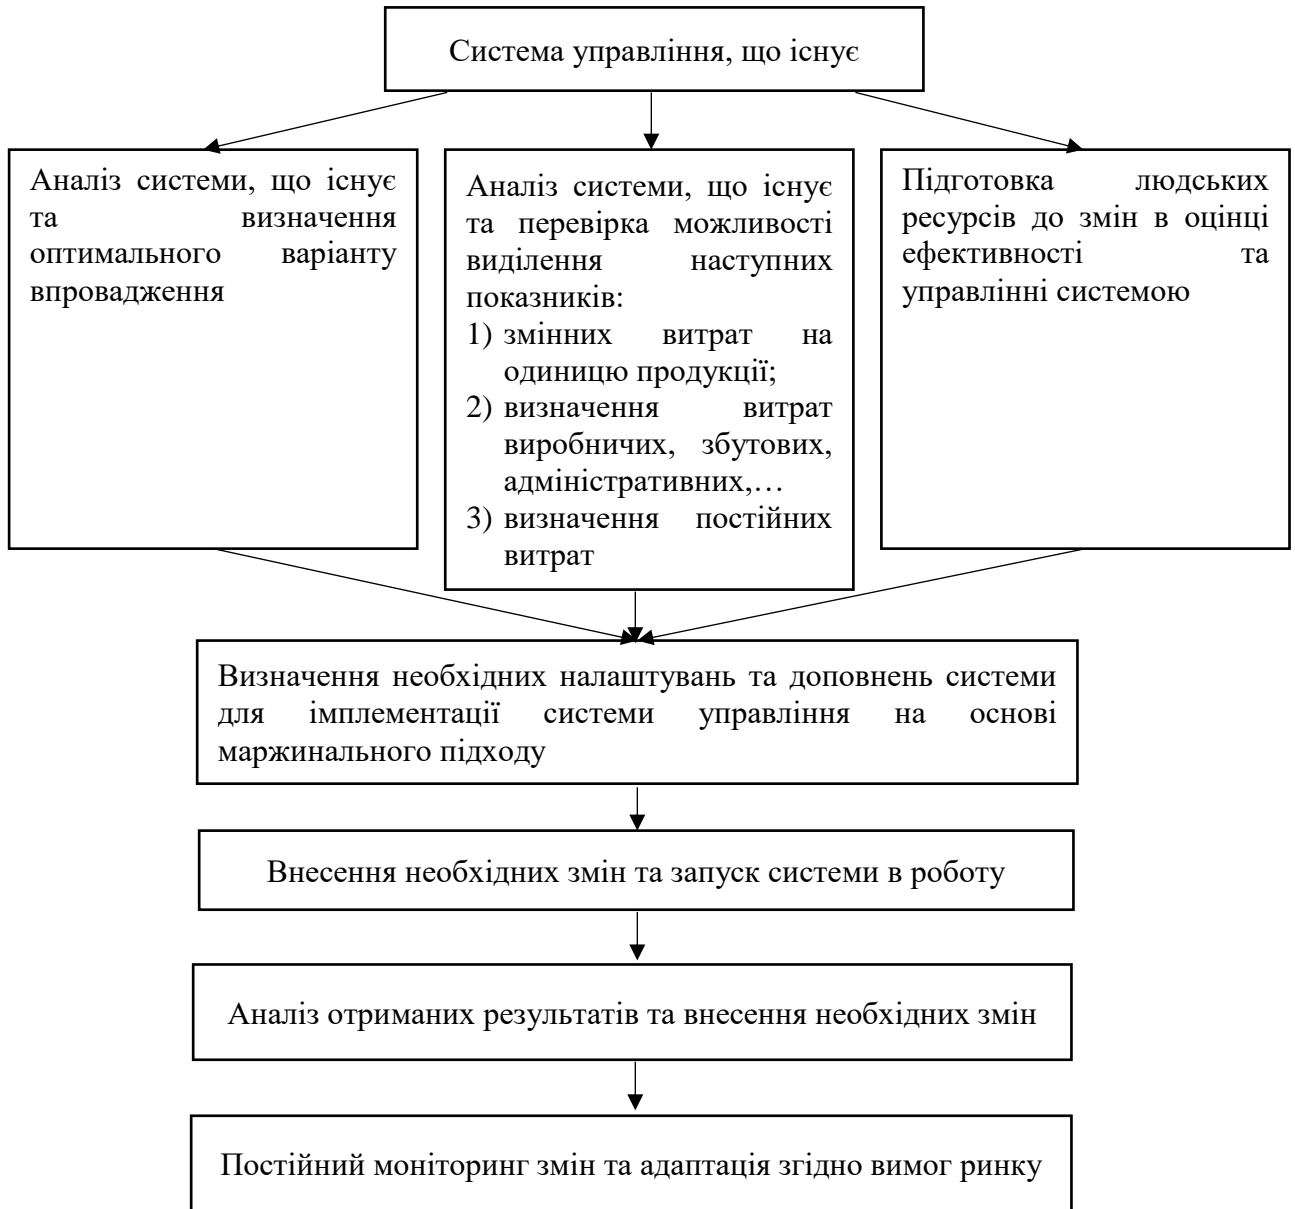 Система управління, що існує
Аналіз системи, що існує
та визначення
оптимального варіанту
впровадження
Аналіз системи, що існує
та перевірка можливості
виділення наступних
показників:
1) змінних витрат на
одиницю продукції;
2) визначення витрат
виробничих, збутових,
адміністративних,…
3) визначення постійних
витрат
Підготовка людських
ресурсів до змін в оцінці
ефективності та
управлінні системою
Визначення необхідних налаштувань та доповнень системи
для імплементації системи управління на основі
маржинального підходу
Внесення необхідних змін та запуск системи в роботу
Аналіз отриманих результатів та внесення необхідних змін
Постійний моніторинг змін та адаптація згідно вимог ринку